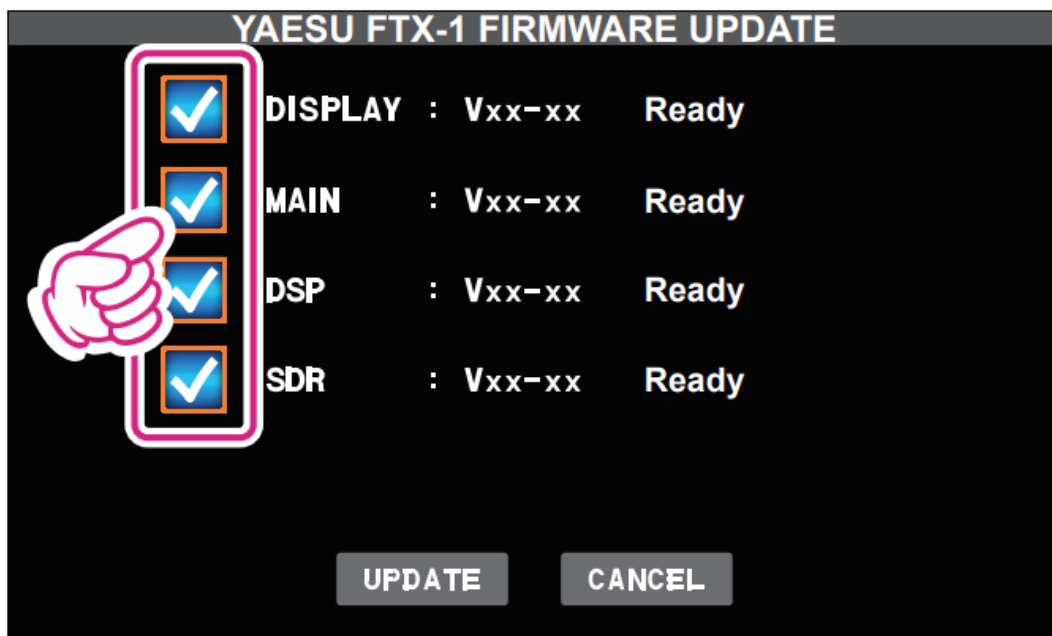 YAESU FTX-1 FIRMWARE UPDATE
DISPLAY : Vxx-xx Ready
MAIN : Vxx-xx Ready
DSP : Vxx-xx Ready
SDR : Vxx-xx Ready
UPDATE CANCEL